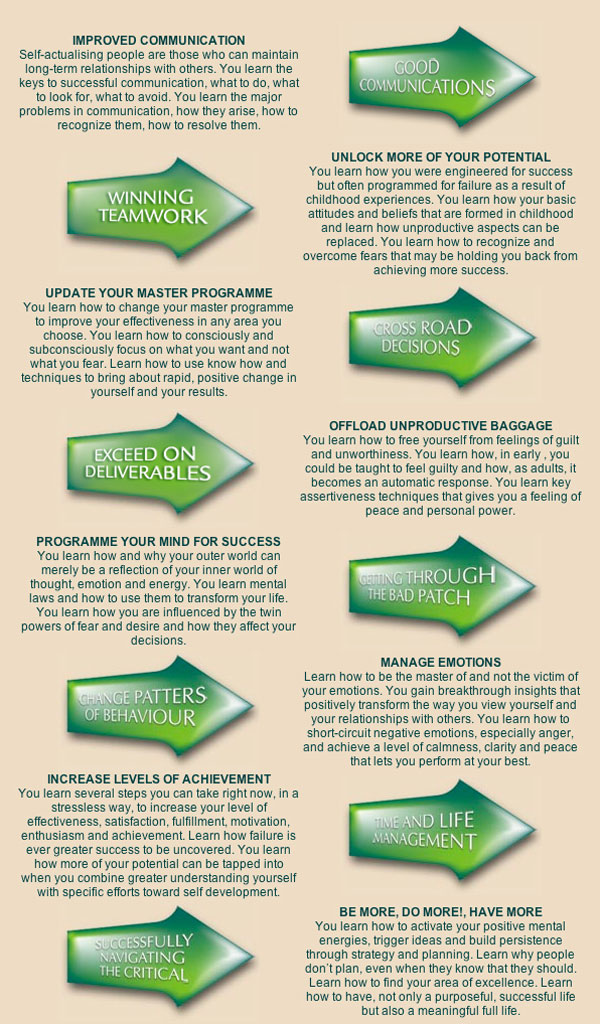 IMPROVED COMMUNICATION
Self-actualising people are those who can maintain
long-term relationships with others. You learn the
keys to successful communication, what to do, what
to look for, what to avoid. You learn the major
problems in communication, how they arise, how to
recognize them, how to resolve them.
GOOD
COMMUNICATIONS
WINNING
TEAMWORK
UNLOCK MORE OF YOUR POTENTIAL
You learn how you were engineered for success
but often programmed for failure as a result of
childhood experiences. You learn how your basic
attitudes and beliefs that are formed in childhood
and learn how unproductive aspects can be
replaced. You learn how to recognize and
overcome fears that may be holding you back from
achieving more success.
UPDATE YOUR MASTER PROGRAMME
You learn how to change your master programme
to improve your effectiveness in any area you
choose. You learn how to consciously and
subconsciously focus on what you want and not
what you fear. Learn how to use know how and
techniques to bring about rapid, positive change in
yourself and your results.
CROSS ROAD
DECISIONS
EXCEED ON
DELIVERABLES
OFFLOAD UNPRODUCTIVE BAGGAGE
You learn how to free yourself from feelings of guilt
and unworthiness. You learn how, in early , you
could be taught to feel guilty and how, as adults, it
becomes an automatic response. You learn key
assertiveness techniques that gives you a feeling of
peace and personal power.
PROGRAMME YOUR MIND FOR SUCCESS
You learn how and why your outer world can
merely be a reflection of your inner world of
thought, emotion and energy. You learn mental
laws and how to use them to transform your life.
You learn how you are influenced by the twin
powers of fear and desire and how they affect your
decisions.
GETTING THROUGH
THE BAD PATCH
CHANGE PATTERS
OF BEHAVIOUR
MANAGE EMOTIONS
Learn how to be the master of and not the victim of
your emotions. You gain breakthrough insights that
positively transform the way you view yourself and
your relationships with others. You learn how to
short-circuit negative emotions, especially anger,
and achieve a level of calmness, clarity and peace
that lets you perform at your best.
INCREASE LEVELS OF ACHIEVEMENT
You learn several steps you can take right now, in a
stressless way, to increase your level of
effectiveness, satisfaction, fulfillment, motivation,
enthusiasm and achievement. Learn how failure is
ever greater success to be uncovered. You learn
how more of your potential can be tapped into
when you combine greater understanding yourself
with specific efforts toward self development.
TIME AND LIFE
MANAGEMENT
SUCCESSFULLY
NAVIGATING
THE CRITICAL
BE MORE, DO MORE!, HAVE MORE
You learn how to activate your positive mental
energies, trigger ideas and build persistence
through strategy and planning. Learn why people
don't plan, even when they know that they should.
Learn how to find your area of excellence. Learn
how to have, not only a purposeful, successful life
but also a meaningful full life.